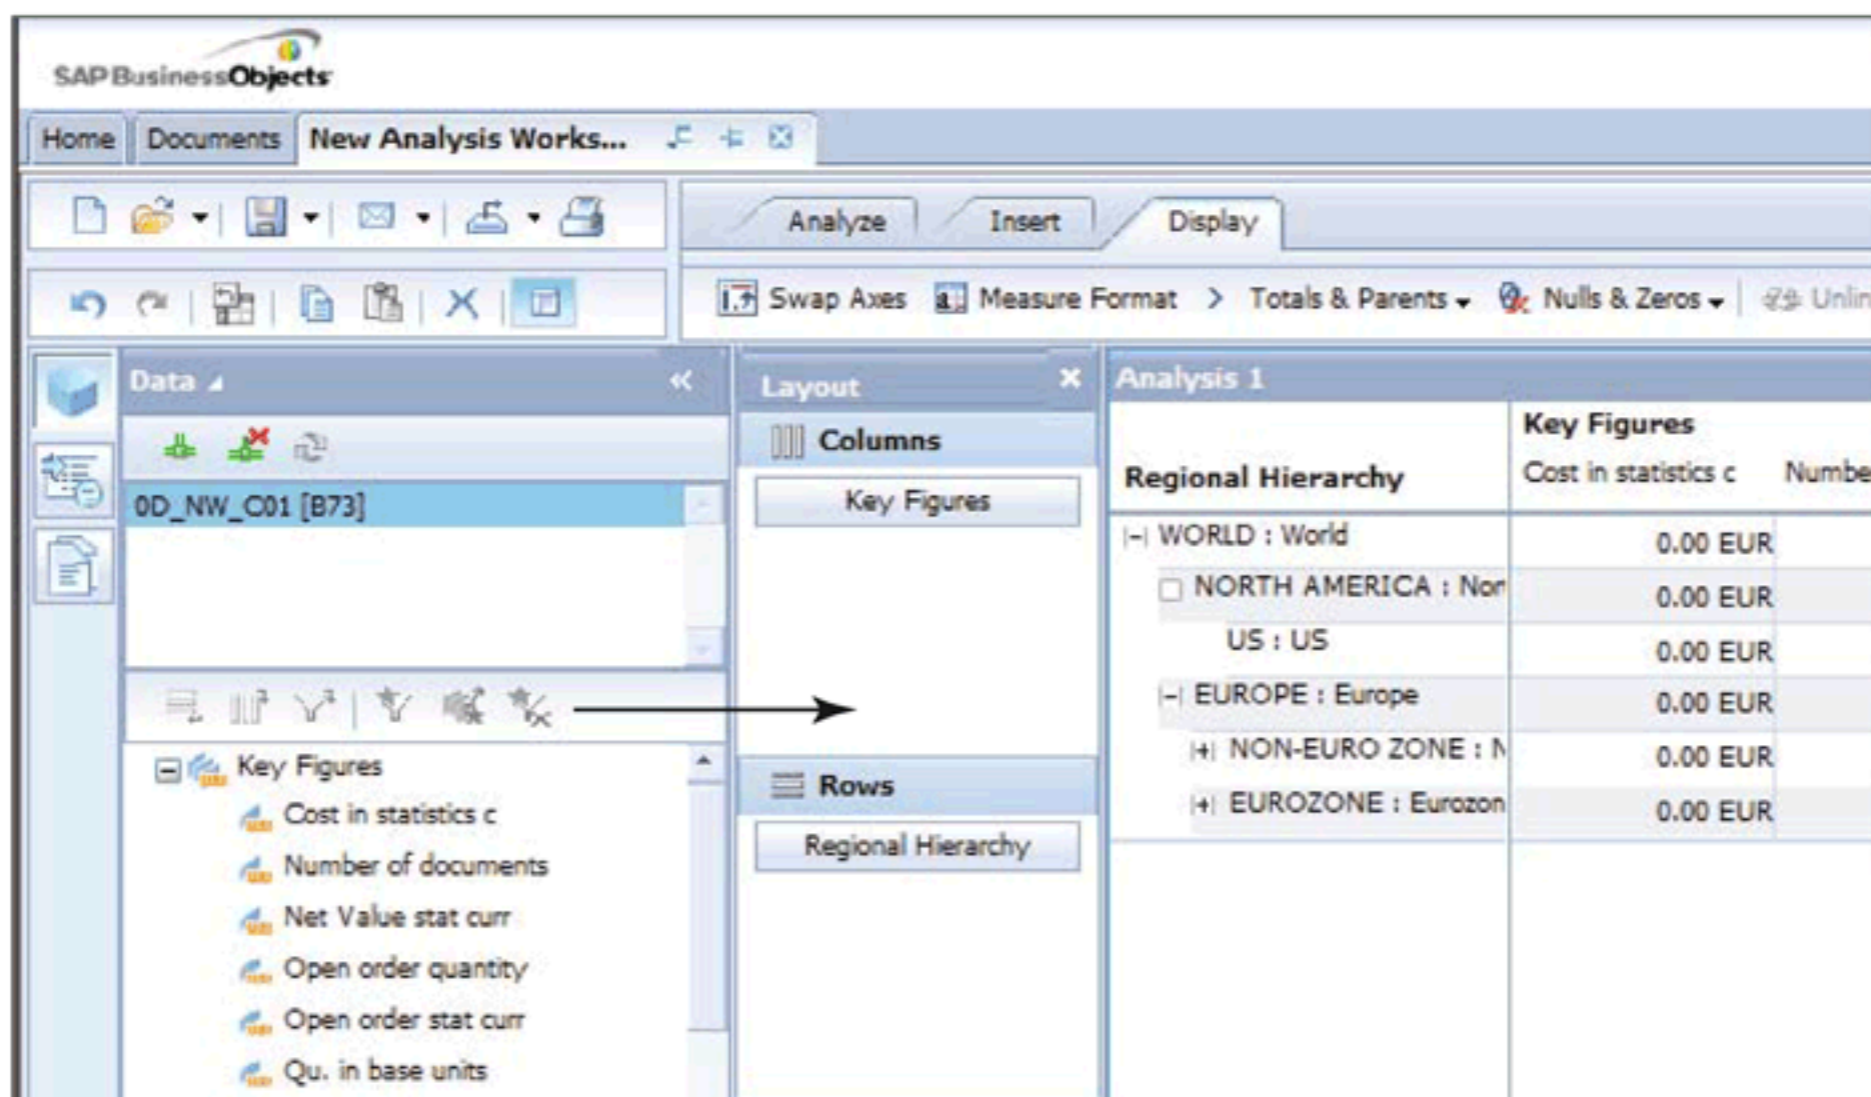 SAP BusinessObjects
Home Documents New Analysis Works...
Analyze Insert Display
Swap Axes Measure Format > Totals & Parents Nulls & Zeros
Data
0D_NW_C01 [B73]
Key Figures
Cost in statistics c
Number of documents
Net Value stat curr
Open order quantity
Open order stat curr
Qu. in base units
Layout
Columns
Key Figures
Rows
Regional Hierarchy
Analysis 1
Key Figures
Regional Hierarchy Cost in statistics c Numbe
WORLD : World 0.00 EUR
NORTH AMERICA : Nor 0.00 EUR
US : US 0.00 EUR
EUROPE : Europe 0.00 EUR
NON-EURO ZONE : N 0.00 EUR
EUROZONE : Eurozon 0.00 EUR